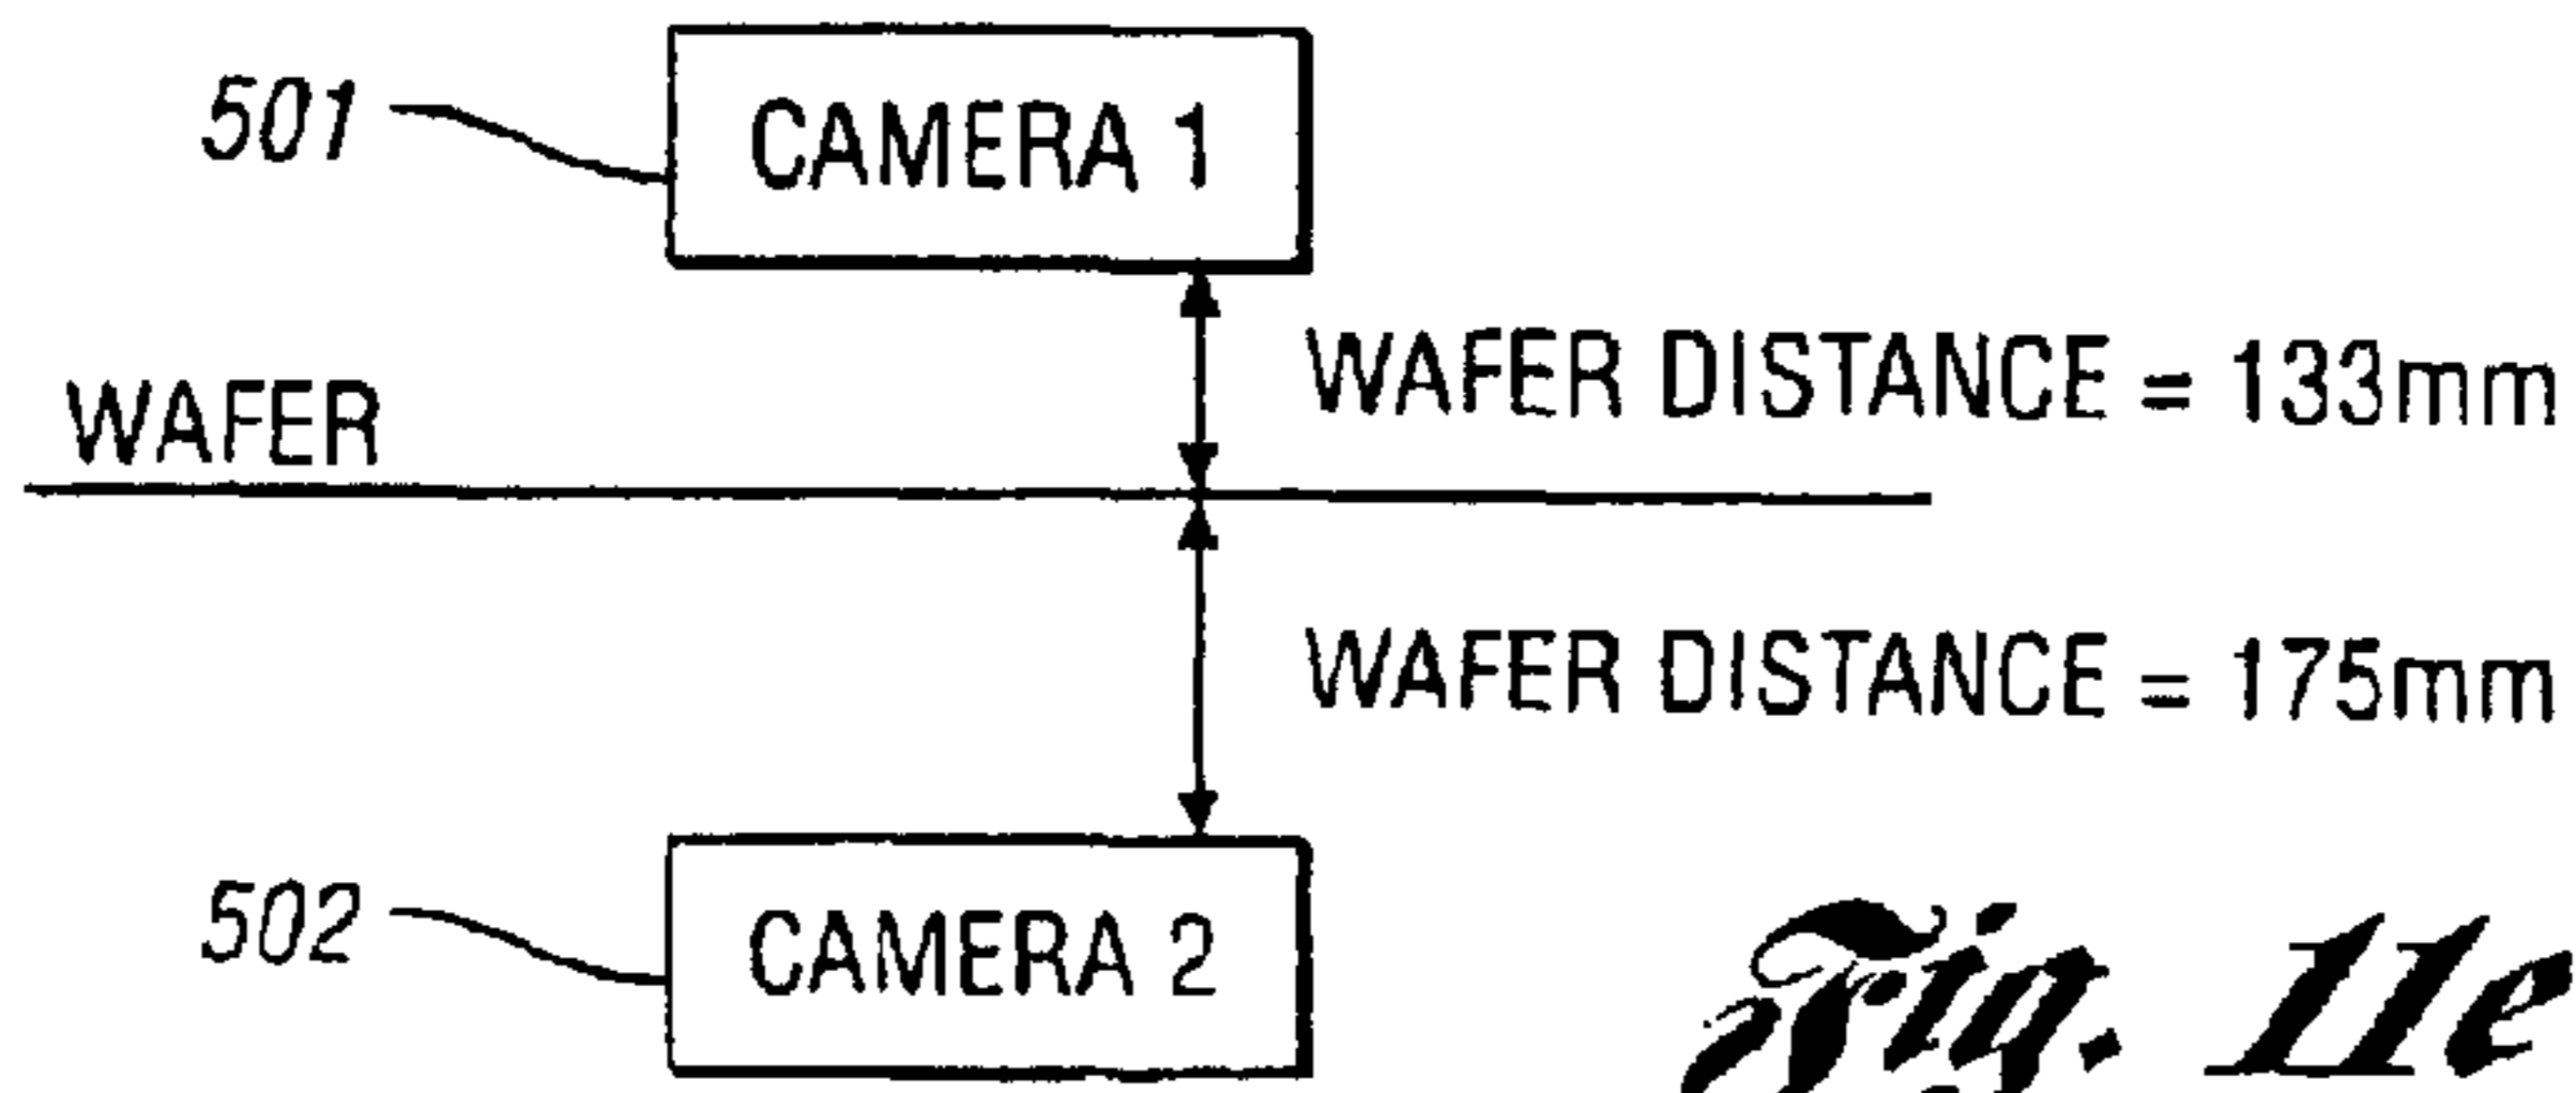 501
CAMERA 1
WAFER DISTANCE = 133mm
WAFER
WAFER DISTANCE = 175mm
502
CAMERA 2
Fig. 11e